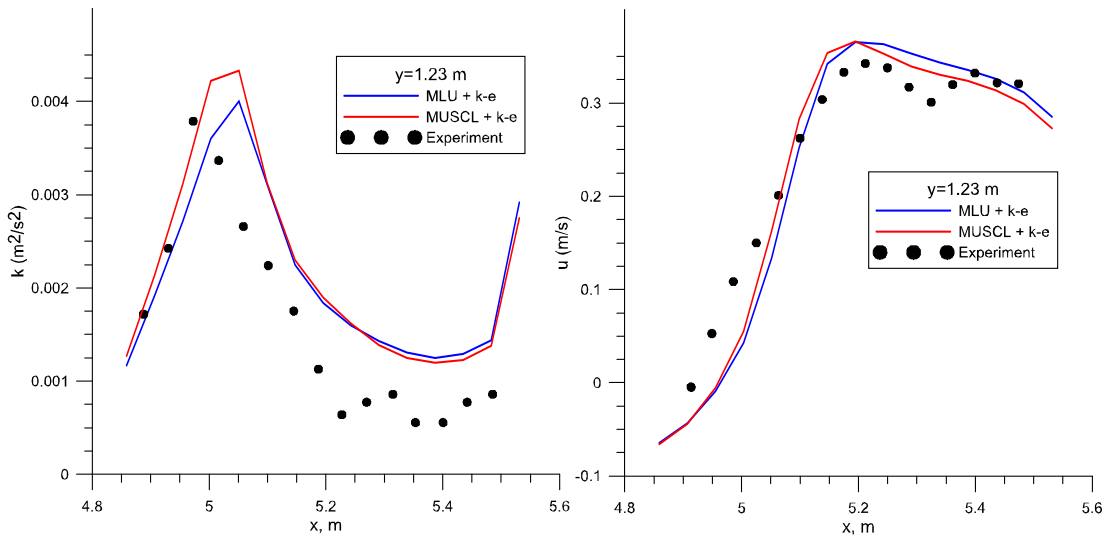 k (m2/s2)
0.004
0.003
0.002
0.001
0
4.8
5
5.2
5.4
5.6
x, m
y=1.23 m
MLU + k-e
MUSCL + k-e
Experiment
u (m/s)
0.3
0.2
0.1
0
-0.1
4.8
5
5.2
5.4
5.6
x, m
y=1.23 m
MLU + k-e
MUSCL + k-e
Experiment